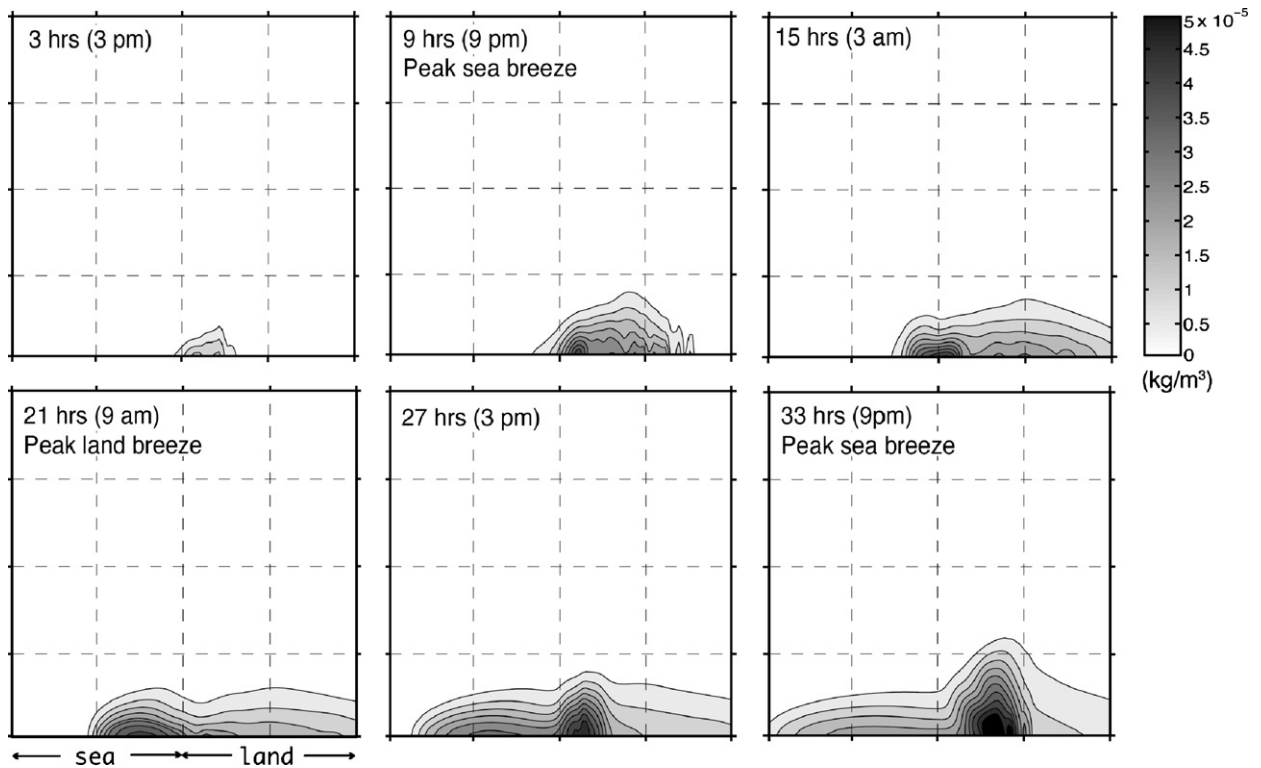 3 hrs (3 pm)
9 hrs (9 pm)
Peak sea breeze
15 hrs (3 am)
5 x 10⁻⁵
4.5
4
3.5
3
2.5
2
1.5
1
0.5
0
(kg/m³)
21 hrs (9 am)
Peak land breeze
27 hrs (3 pm)
33 hrs (9pm)
Peak sea breeze
sea land